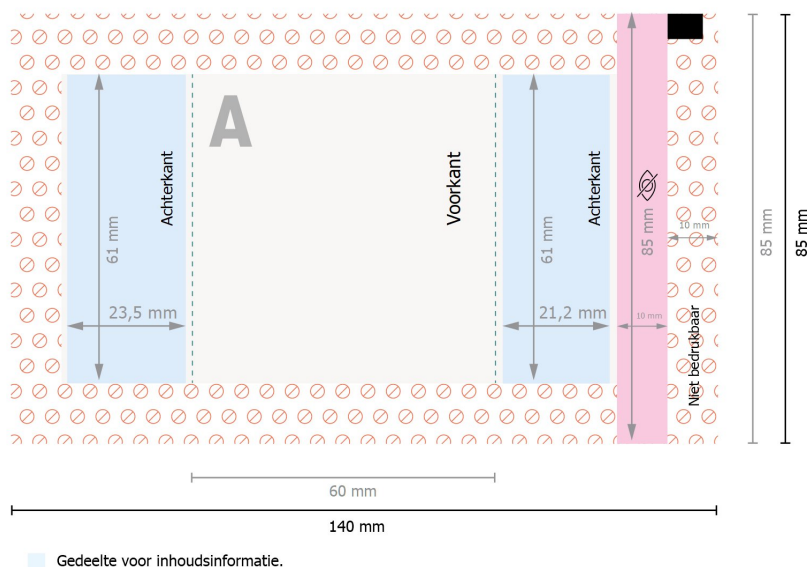 A
Achterkant
Voorkant
Achterkant
61 mm
61 mm
85 mm
10 mm
85 mm
85 mm
23,5 mm
21,2 mm
10 mm
Niet bedrukbaar
60 mm
140 mm
Gedeelte voor inhoudsinformatie.